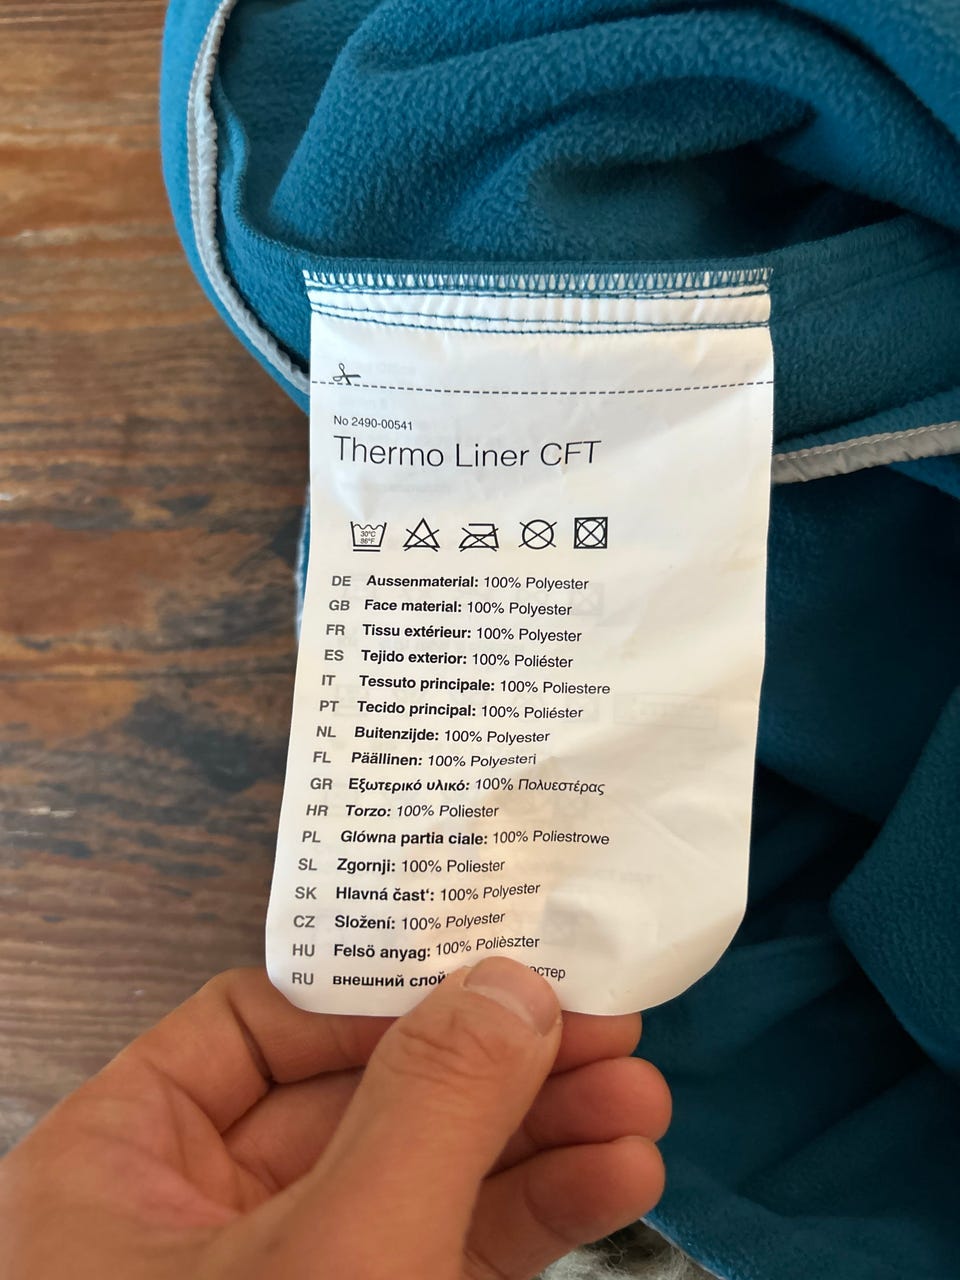 No 2490-00541
Thermo Liner CFT
30°C
86°F
DE Aussenmaterial: 100% Polyester
GB Face material: 100% Polyester
FR Tissu extérieur: 100% Polyester
ES Tejido exterior: 100% Poliéster
IT Tessuto principale: 100% Poliestere
PT Tecido principal: 100% Poliéster
NL Buitenzijde: 100% Polyester
FL Päällinen: 100% Polyesteri
GR Εξωτερικό υλικό: 100% Πολυεστέρας
HR Torzo: 100% Poliester
PL Glówna partia ciale: 100% Poliestrowe
SL Zgornji: 100% Poliester
SK Hlavná čast‘: 100% Polyester
CZ Složení: 100% Polyester
HU Felsö anyag: 100% Polièszter
RU внешний слой